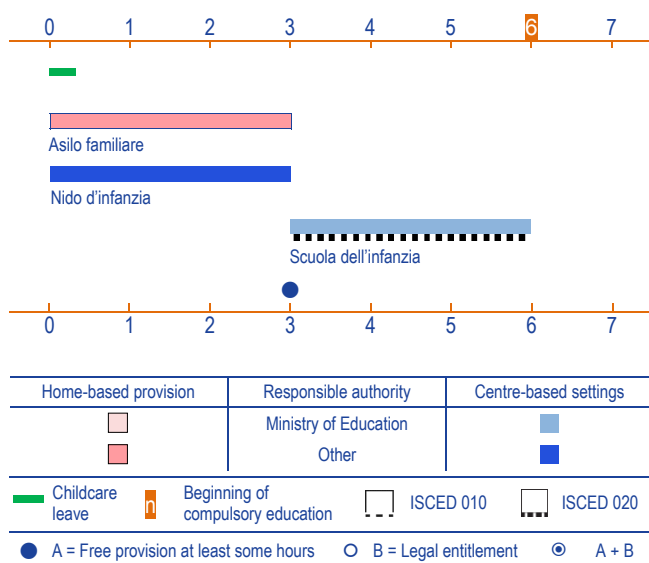 0 1 2 3 4 5 6 7
Asilo familiare
Nido d'infanzia
Scuola dell'infanzia
0 1 2 3 4 5 6 7
Home-based provision Responsible authority Centre-based settings
Ministry of Education
Other
Childcare leave
n Beginning of compulsory education
ISCED 010
ISCED 020
A = Free provision at least some hours B = Legal entitlement A + B